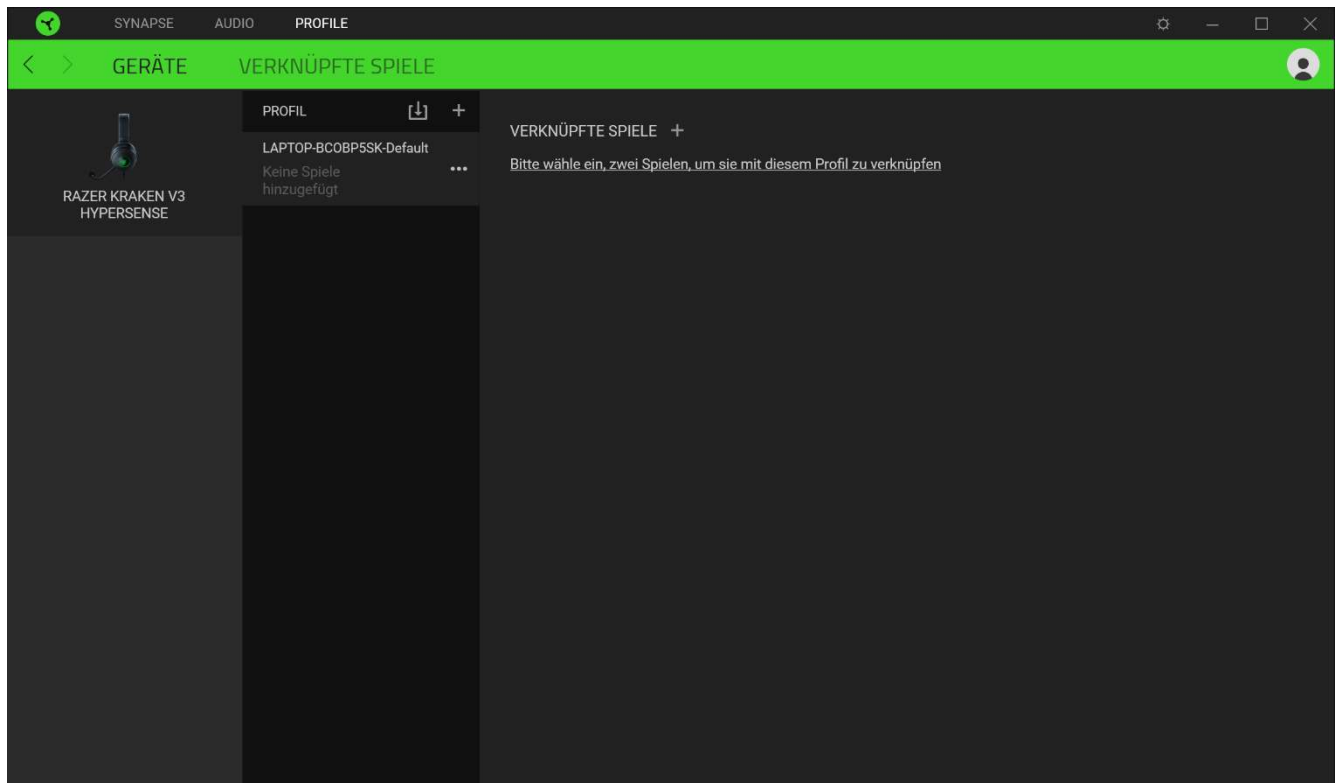 SYNAPSE AUDIO PROFILE
GERÄTE VERKNÜPFTE SPIELE
RAZER KRAKEN V3
HYPERSENSE
PROFIL
LAPTOP-BCOBP5SK-Default
Keine Spiele
hinzugefügt
VERKNÜPFTE SPIELE +
Bitte wähle ein, zwei Spielen, um sie mit diesem Profil zu verknüpfen